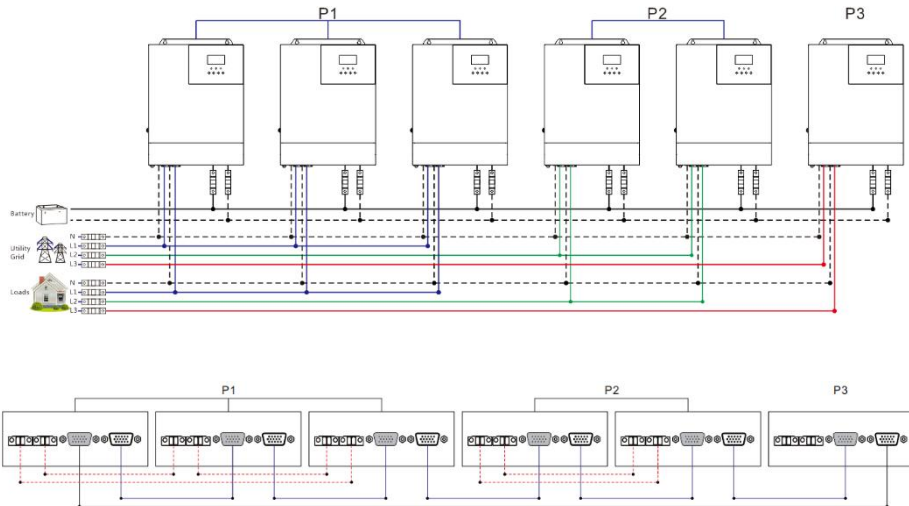 P1 P2 P3
Battery
N
L1
Utility
Grid
L2
L3
N
Loads
L1
L2
L3
P1 P2 P3